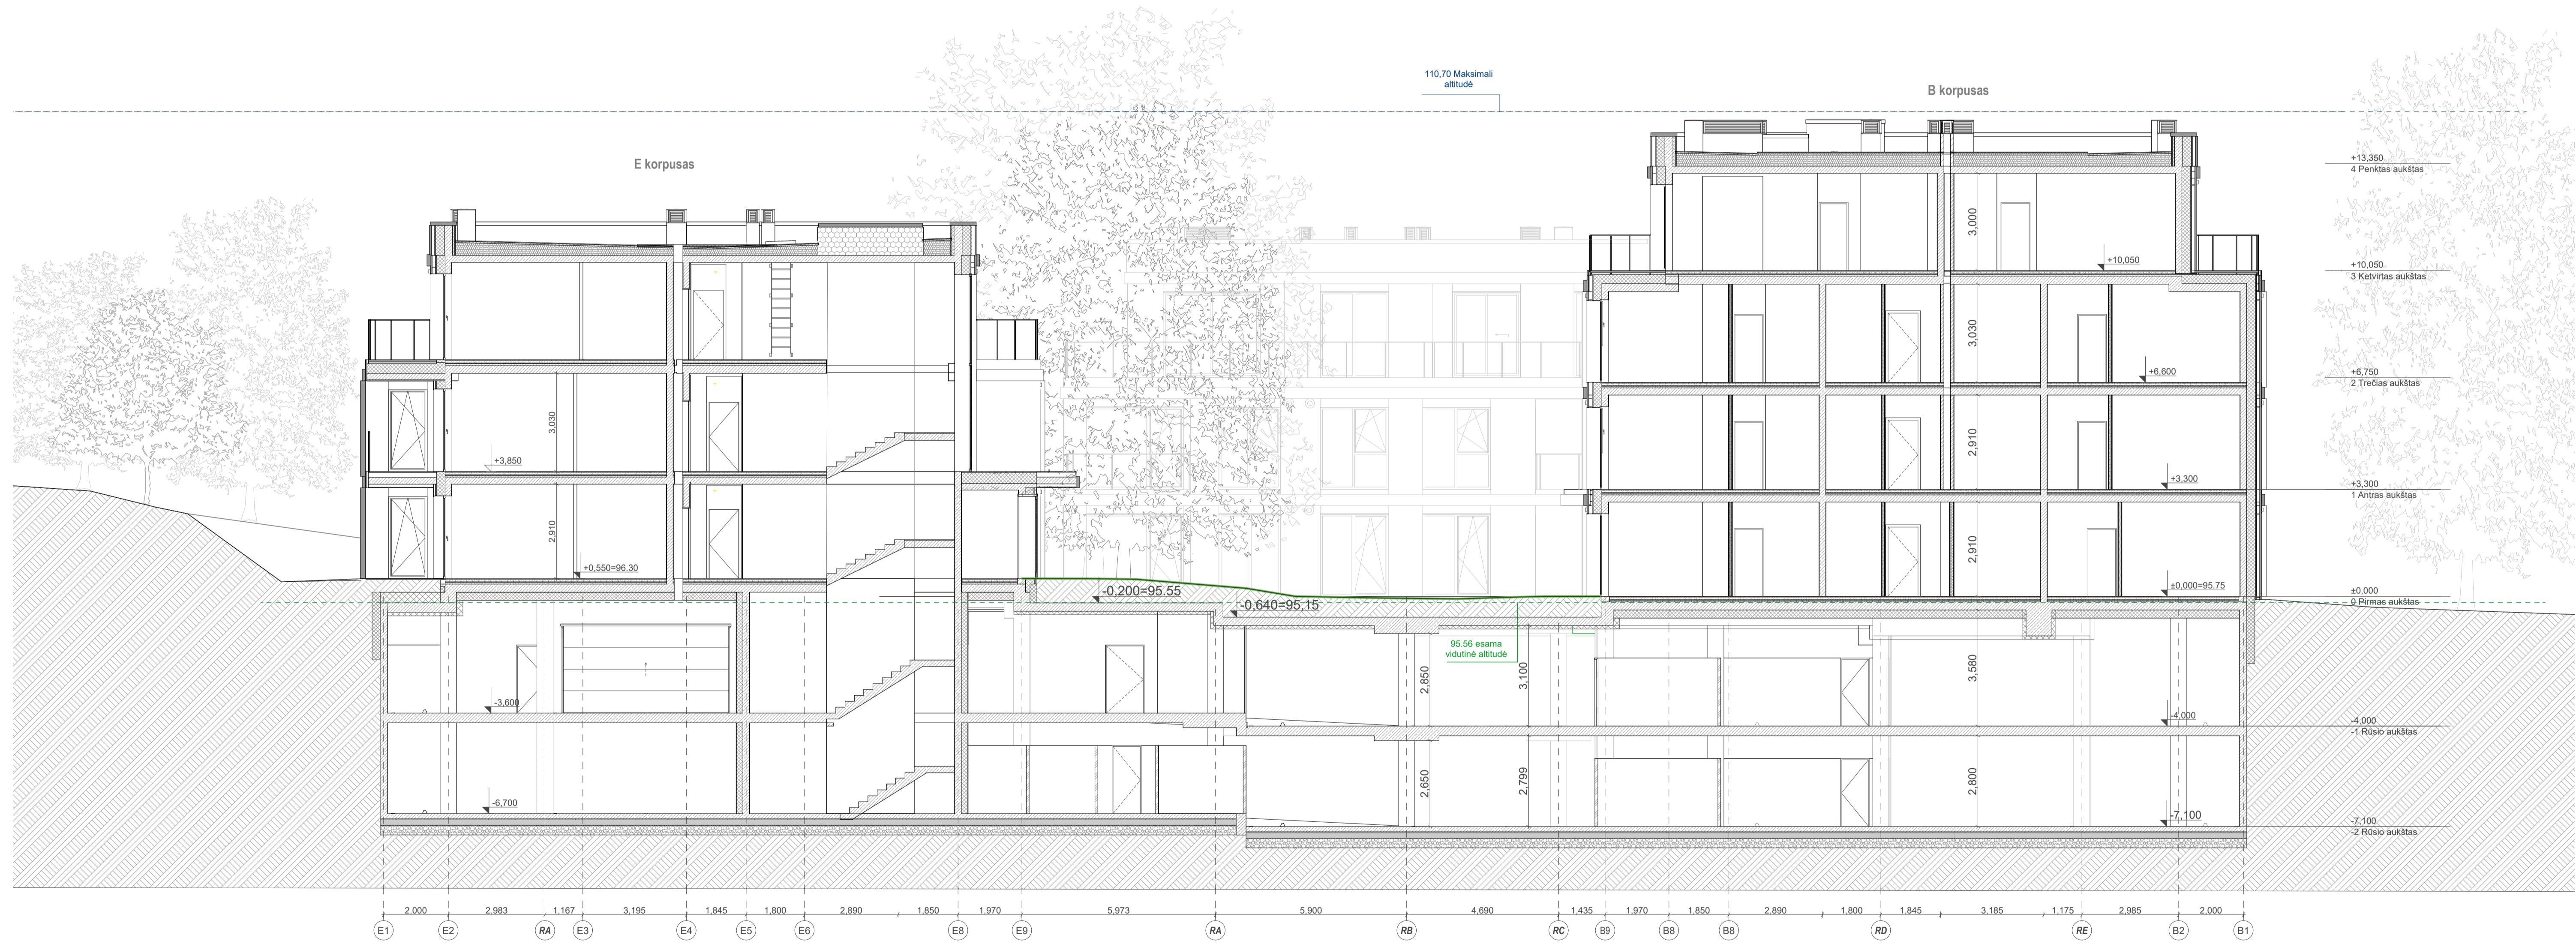 110,70 Maksimali
altitudė
B korpusas
E korpusas
+13,350
4 Penktas aukštas
3,000
+10,050
+10,050
3 Ketvirtas aukštas
3,030
+6,600
+6,750
2 Trečias aukštas
3,030
+3,850
2,910
+3,300
+3,300
1 Antras aukštas
2,910
+0,550=96.30
2,910
±0,000=95.75
±0,000
0 Pirmas aukštas
-0,200=95.55
-0,640=95,15
95.56 esama
vidutinė altitudė
2,850
3,100
3,580
-3,600
-4,000
-4,000
-1 Rūsio aukštas
2,650
2,799
2,800
-6,700
-7,100
-7,100
-2 Rūsio aukštas
2,000 2,983 1,167 3,195 1,845 1,800 2,890 1,850 1,970 5,973 5,900 4,690 1,435 1,970 1,850 2,890 1,800 1,845 3,185 1,175 2,985 2,000
E1 E2 RA E3 E4 E5 E6 E8 E9 RA RB RC B9 B8 B8 RD RE B2 B1